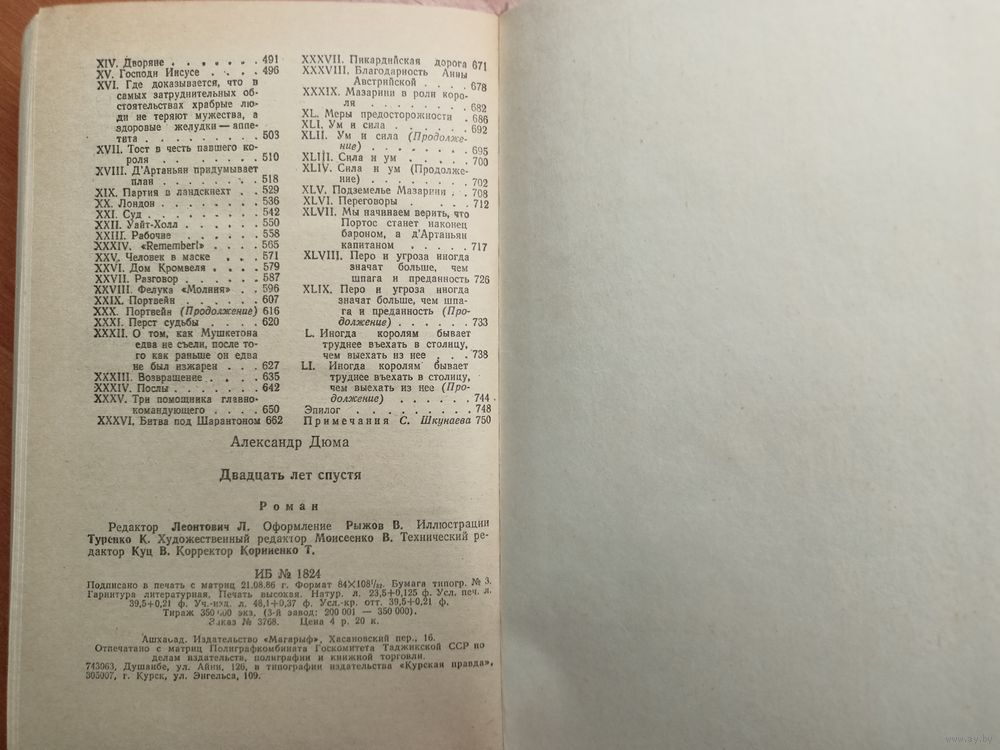 XIV. Дворяне . . . . . . 491
XV. Господи Иисусе . . . . 496
XVI. Где доказывается, что в
самых затруднительных об-
стоятельствах храбрые лю-
ди не теряют мужества, а
здоровые желудки — аппе-
тита . . . . . . . . . 503
XVII. Тост в честь павшего ко-
роля . . . . . . . 510
XVIII. Д'Артаньян придумывает
план . . . . . . . 518
XIX. Партия в ландскнехт . . 529
XX. Лондон . . . . . . . 536
XXI. Суд . . . . . . . . 542
XXII. Уайт-Холл . . . . . . 550
XXIII. Рабочие . . . . . . 558
XXXIV. «Remember!» . . . . 565
XXV. Человек в маске . . . 571
XXVI. Дом Кромвеля . . . . 579
XXVII. Разговор . . . . . . 587
XXVIII. Фелука «Молния» . . 596
XXIX. Портвейн . . . . . . 607
XXX. Портвейн (Продолжение) 616
XXXI. Перст судьбы . . . . 620
XXXII. О том, как Мушкетона
едва не съели, после то-
го как раньше он едва
не был изжарен . . . . 627
XXXIII. Возвращение . . . . 635
XXXIV. Послы . . . . . . . 642
XXXV. Три помощника главно-
командующего . . . . 650
XXXVI. Битва под Шарантоном 662
XXXVII. Пикардийская дорога 671
XXXVIII. Благодарность Анны
Австрийской . . . . 678
XXXIX. Мазарини в роли коро-
ля . . . . . . . . 682
XL. Меры предосторожности . 686
XLI. Ум и сила . . . . . . 692
XLII. Ум и сила (Продолже-
ние) . . . . . . . . 695
XLIII. Сила и ум . . . . . 700
XLIV. Сила и ум (Продолже-
ние) . . . . . . . . 702
XLV. Подземелье Мазарини . . 708
XLVI. Переговоры . . . . . 712
XLVII. Мы начинаем верить, что
Портос станет наконец
бароном, а д'Артаньян
капитаном . . . . . 717
XLVIII. Перо и угроза иногда
значат больше, чем
шпага и преданность 726
XLIX. Перо и угроза иногда
значат больше, чем шпа-
га и преданность (Про-
должение) . . . . . . 733
L. Иногда королям бывает
труднее въехать в столицу,
чем выехать из нее . . . 738
LI. Иногда королям бывает
труднее въехать в столицу,
чем выехать из нее (Про-
должение) . . . . . . 744
Эпилог . . . . . . . . 748
Примечания С. Шкунаева 750
Александр Дюма
Двадцать лет спустя
Роман
Редактор Леонтович Л. Оформление Рыжов В. Иллюстрации
Туренко К. Художественный редактор Моисеенко В. Технический ре-
дактор Куц В. Корректор Корниенко Т.
ИБ № 1824
Подписано в печать с матриц 21.08.86 г. Формат 84×108¹/₃₂. Бумага типогр. № 3.
Гарнитура литературная. Печать высокая. Натур. л. 23,5+0,125 ф. Усл. печ. л.
39,5+0,21 ф. Уч.-изд. л. 48,1+0,37 ф. Усл.-кр. отт. 39,5+0,21 ф.
Тираж 350 000 экз. (3-й завод: 200 001 — 350 000).
Заказ № 3768. Цена 4 р. 20 к.
Ашхабад. Издательство «Магарыф», Хасановский пер., 16.
Отпечатано с матриц Полиграфкомбината Госкомитета Таджикской ССР по
делам издательств, полиграфии и книжной торговли.
743063, Душанбе, ул. Айни, 126, в типографии издательства «Курская правда»,
305007, г. Курск, ул. Энгельса, 109.
www.ay.by